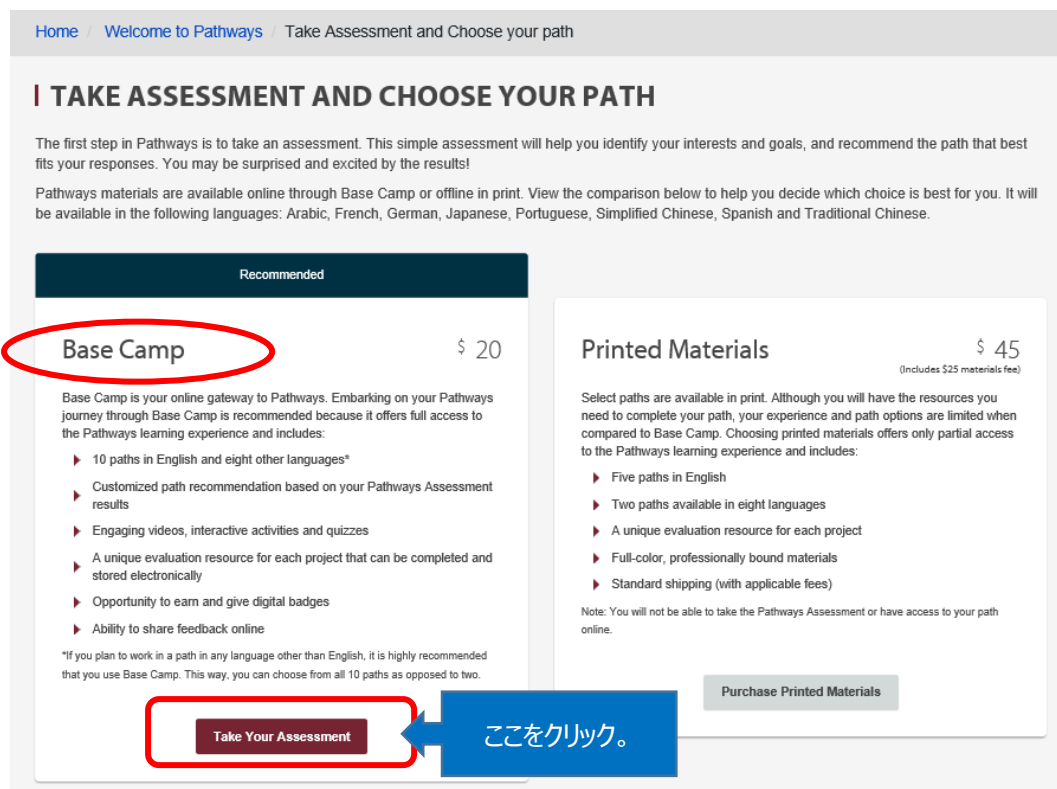 Home / Welcome to Pathways / Take Assessment and Choose your path
TAKE ASSESSMENT AND CHOOSE YOUR PATH
The first step in Pathways is to take an assessment. This simple assessment will help you identify your interests and goals, and recommend the path that best
fits your responses. You may be surprised and excited by the results!
Pathways materials are available online through Base Camp or offline in print. View the comparison below to help you decide which choice is best for you. It will
be available in the following languages: Arabic, French, German, Japanese, Portuguese, Simplified Chinese, Spanish and Traditional Chinese.
Recommended
Base Camp
$ 20
Base Camp is your online gateway to Pathways. Embarking on your Pathways
journey through Base Camp is recommended because it offers full access to
the Pathways learning experience and includes:
10 paths in English and eight other languages*
Customized path recommendation based on your Pathways Assessment
results
Engaging videos, interactive activities and quizzes
A unique evaluation resource for each project that can be completed and
stored electronically
Opportunity to earn and give digital badges
Ability to share feedback online
*If you plan to work in a path in any language other than English, it is highly recommended
that you use Base Camp. This way, you can choose from all 10 paths as opposed to two.
Take Your Assessment
ここをクリック。
Printed Materials
$ 45
(Includes $25 materials fee)
Select paths are available in print. Although you will have the resources you
need to complete your path, your experience and path options are limited when
compared to Base Camp. Choosing printed materials offers only partial access
to the Pathways learning experience and includes:
Five paths in English
Two paths available in eight languages
A unique evaluation resource for each project
Full-color, professionally bound materials
Standard shipping (with applicable fees)
Note: You will not be able to take the Pathways Assessment or have access to your path
online.
Purchase Printed Materials